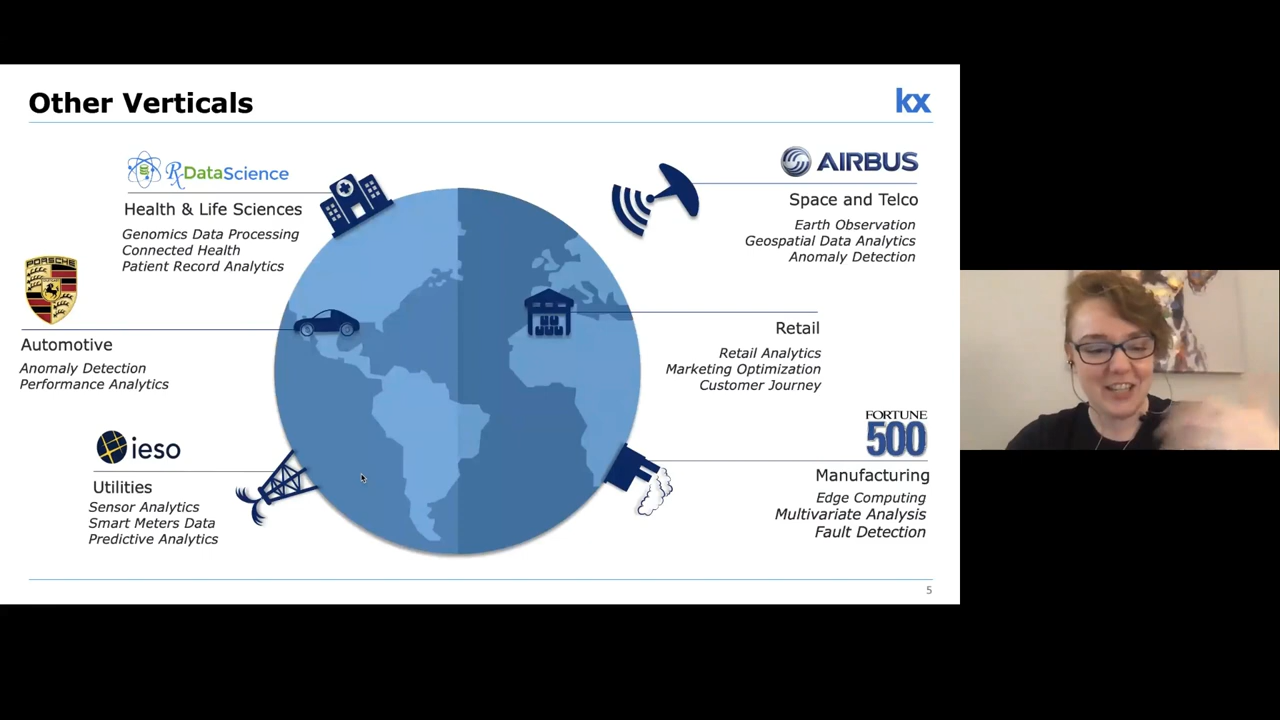 Other Verticals
kx
RxDataScience
Health & Life Sciences
Genomics Data Processing
Connected Health
Patient Record Analytics
AIRBUS
Space and Telco
Earth Observation
Geospatial Data Analytics
Anomaly Detection
PORSCHE
Automotive
Anomaly Detection
Performance Analytics
Retail
Retail Analytics
Marketing Optimization
Customer Journey
ieso
Utilities
Sensor Analytics
Smart Meters Data
Predictive Analytics
FORTUNE
500
Manufacturing
Edge Computing
Multivariate Analysis
Fault Detection
5